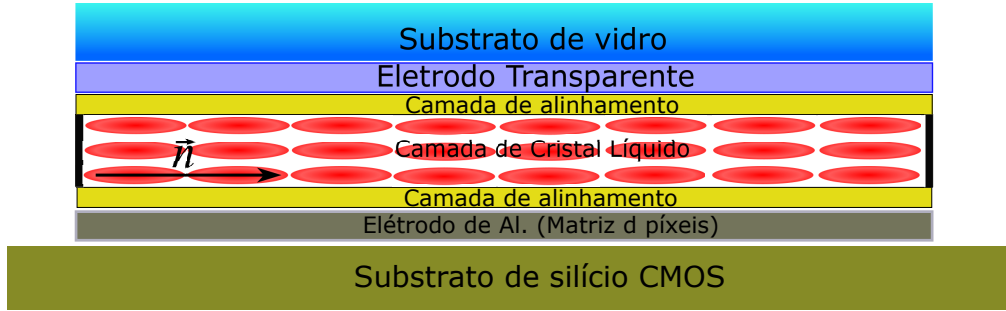 Substrato de vidro
Eletrodo Transparente
Camada de alinhamento
Camada de Cristal Líquido
n⃗
Camada de alinhamento
Elétrodo de Al. (Matriz d píxeis)
Substrato de silício CMOS